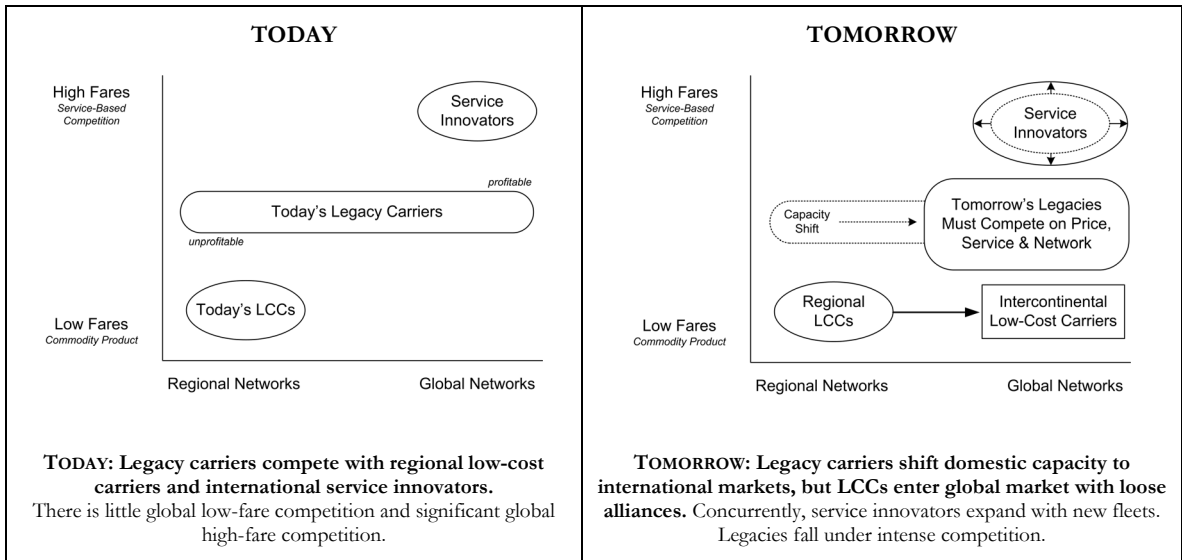 TODAY
High Fares
Service-Based
Competition
Service
Innovators
profitable
Today's Legacy Carriers
unprofitable
Today's LCCs
Low Fares
Commodity Product
Regional Networks
Global Networks
TODAY: Legacy carriers compete with regional low-cost
carriers and international service innovators.
There is little global low-fare competition and significant global
high-fare competition.
TOMORROW
High Fares
Service-Based
Competition
Service
Innovators
Capacity
Shift
Tomorrow's Legacies
Must Compete on Price,
Service & Network
Regional
LCCs
Intercontinental
Low-Cost Carriers
Low Fares
Commodity Product
Regional Networks
Global Networks
TOMORROW: Legacy carriers shift domestic capacity to
international markets, but LCCs enter global market with loose
alliances. Concurrently, service innovators expand with new fleets.
Legacies fall under intense competition.